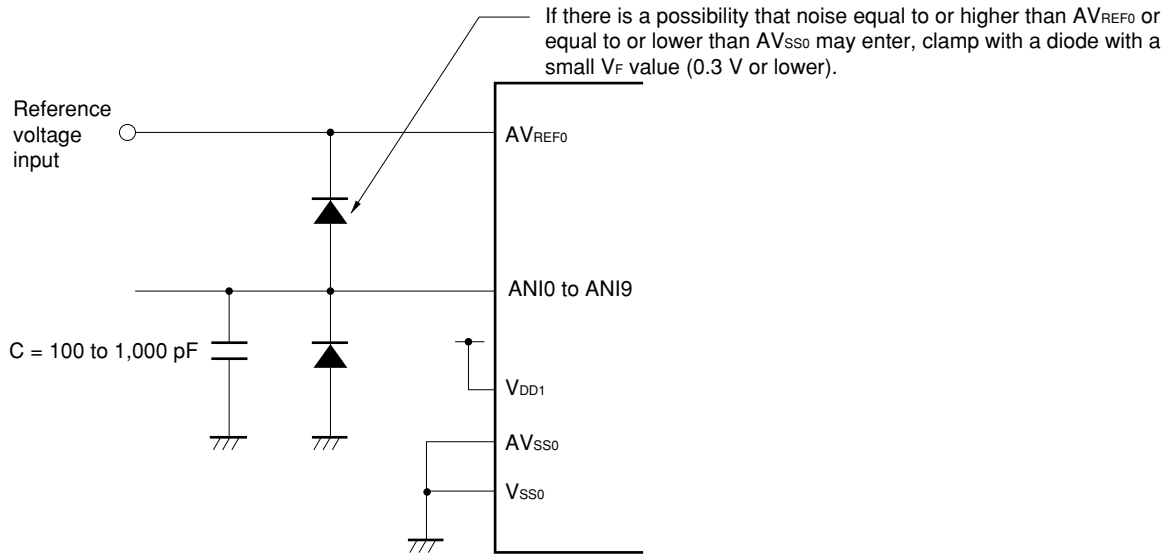 If there is a possibility that noise equal to or higher than AVREF0 or
equal to or lower than AVSS0 may enter, clamp with a diode with a
small VF value (0.3 V or lower).
Reference
voltage
input
AVREF0
ANI0 to ANI9
C = 100 to 1,000 pF
VDD1
AVSS0
VSS0